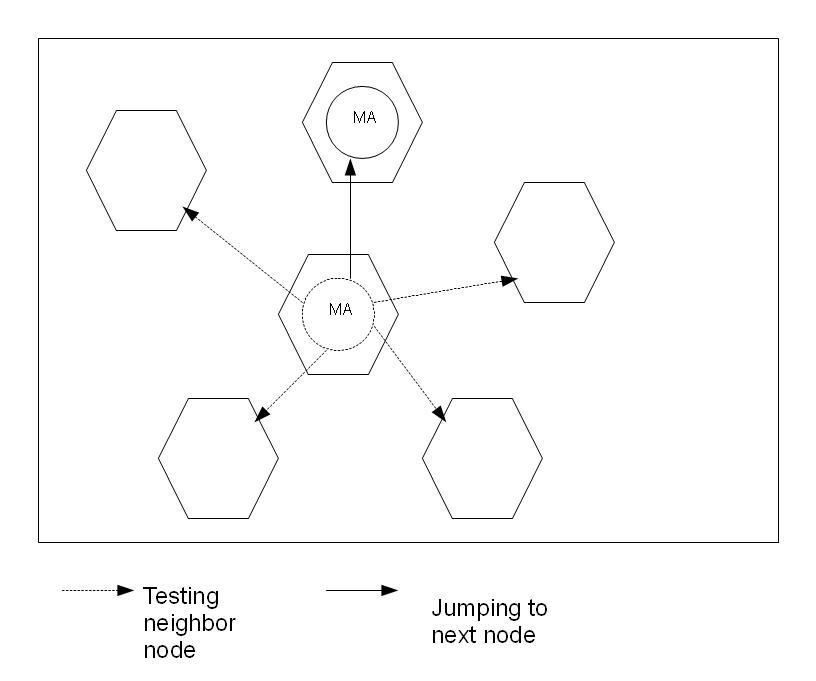 MA
MA
Testing
neighbor
node
Jumping to
next node